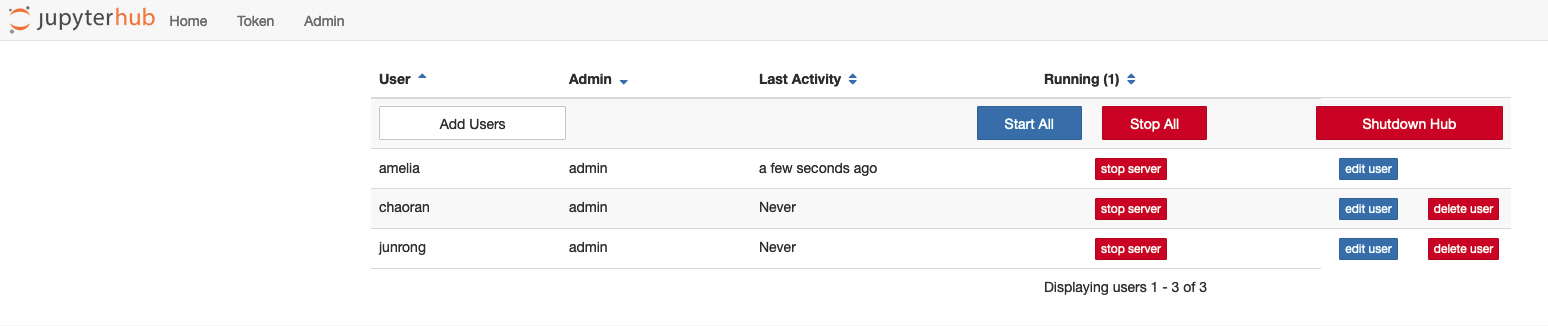 jupyterhub Home Token Admin
User Admin Last Activity Running (1)
Add Users Start All Stop All Shutdown Hub
amelia admin a few seconds ago stop server edit user
chaoran admin Never stop server edit user delete user
junrong admin Never stop server edit user delete user
Displaying users 1 - 3 of 3